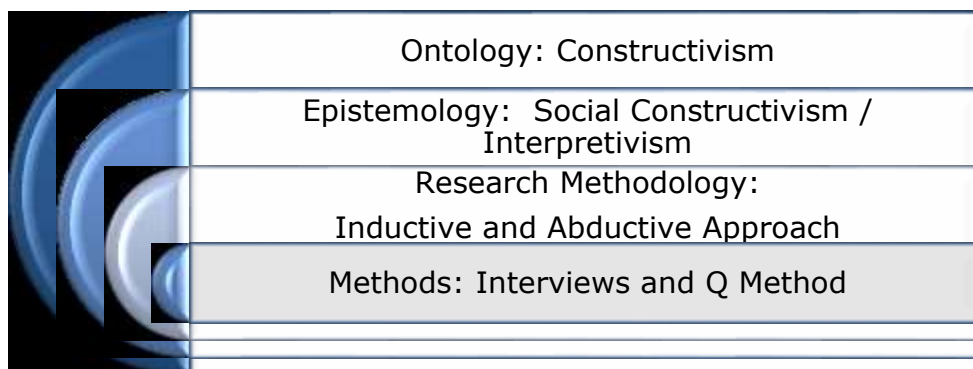 Ontology: Constructivism
Epistemology:  Social Constructivism /
Interpretivism
Research Methodology:
Inductive and Abductive Approach
Methods: Interviews and Q Method